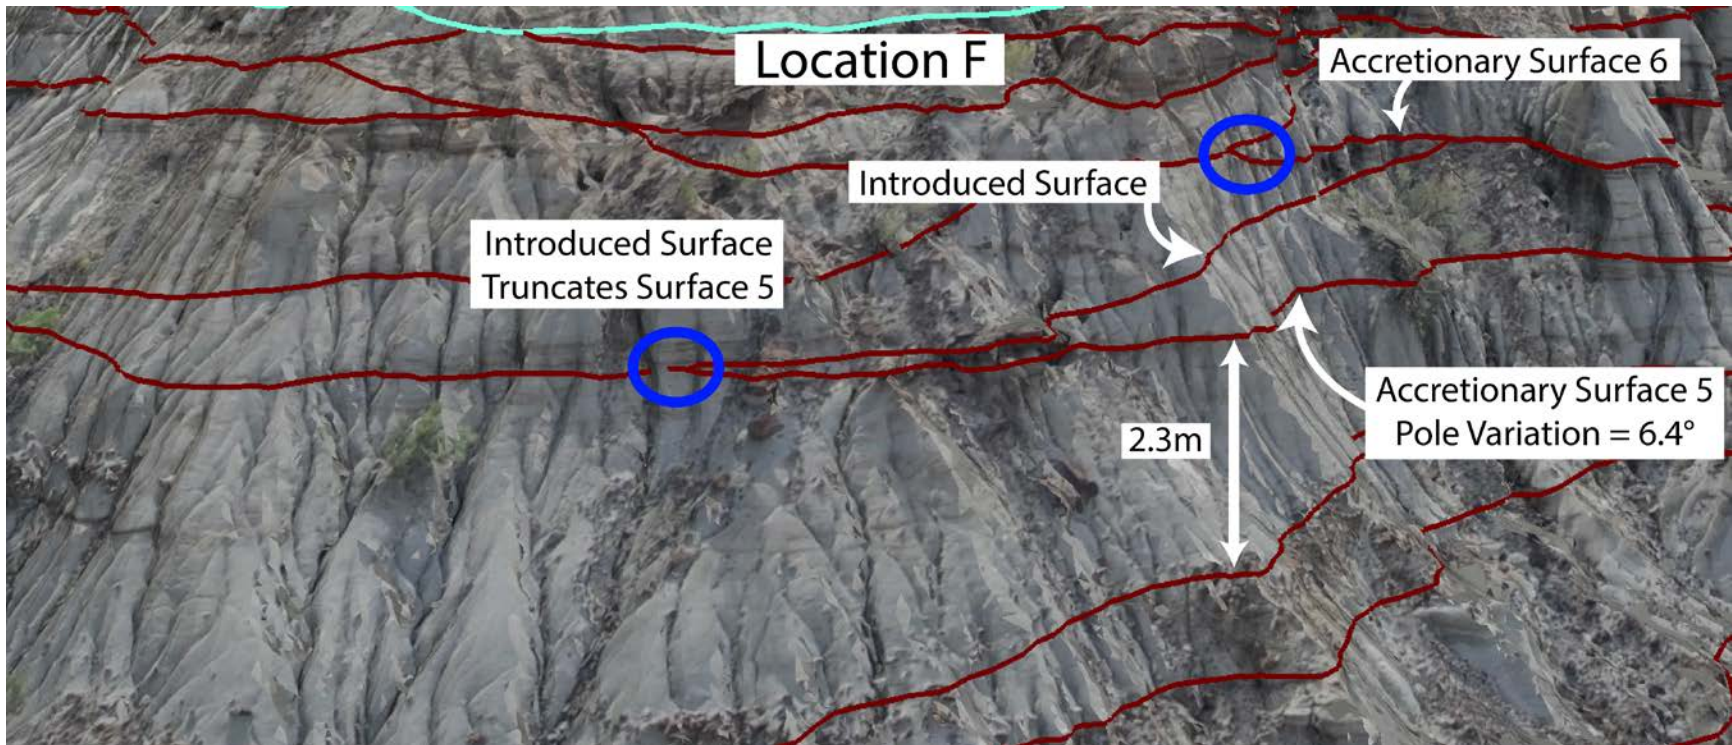 Location F
Accretionary Surface 6
Introduced Surface
Introduced Surface
Truncates Surface 5
2.3m
Accretionary Surface 5
Pole Variation = 6.4°